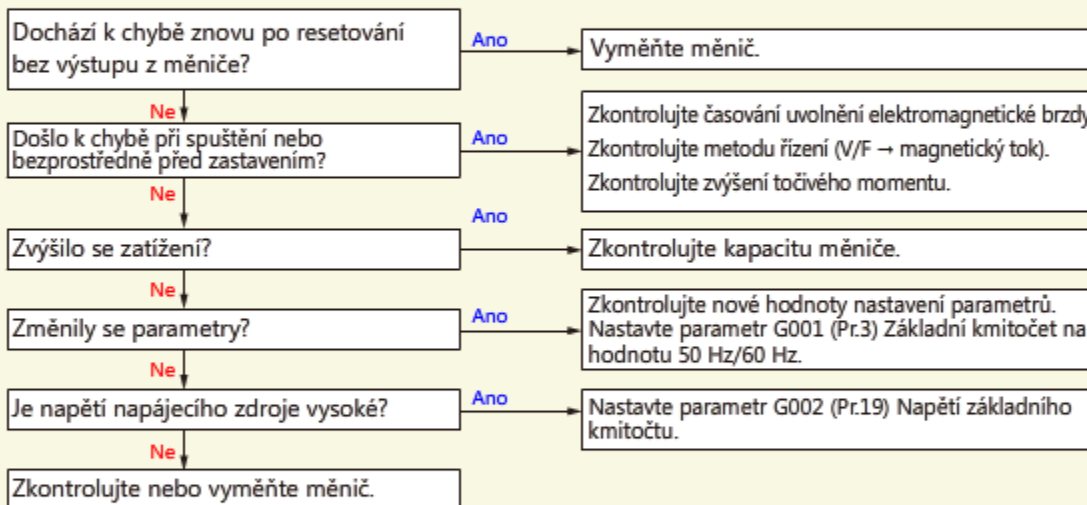 Dochází k chybě znovu po resetování
bez výstupu z měniče?
Ano
Vyměňte měnič.
Ne
Došlo k chybě při spuštění nebo
bezprostředně před zastavením?
Ano
Zkontrolujte časování uvolnění elektromagnetické brzdy
Zkontrolujte metodu řízení (V/F → magnetický tok).
Zkontrolujte zvýšení točivého momentu.
Ne
Zvýšilo se zatížení?
Ano
Zkontrolujte kapacitu měniče.
Ne
Změnily se parametry?
Ano
Zkontrolujte nové hodnoty nastavení parametrů.
Nastavte parametr G001 (Pr.3) Základní kmitočet na
hodnotu 50 Hz/60 Hz.
Ne
Je napětí napájecího zdroje vysoké?
Ano
Nastavte parametr G002 (Pr.19) Napětí základního
kmitočtu.
Ne
Zkontrolujte nebo vyměňte měnič.